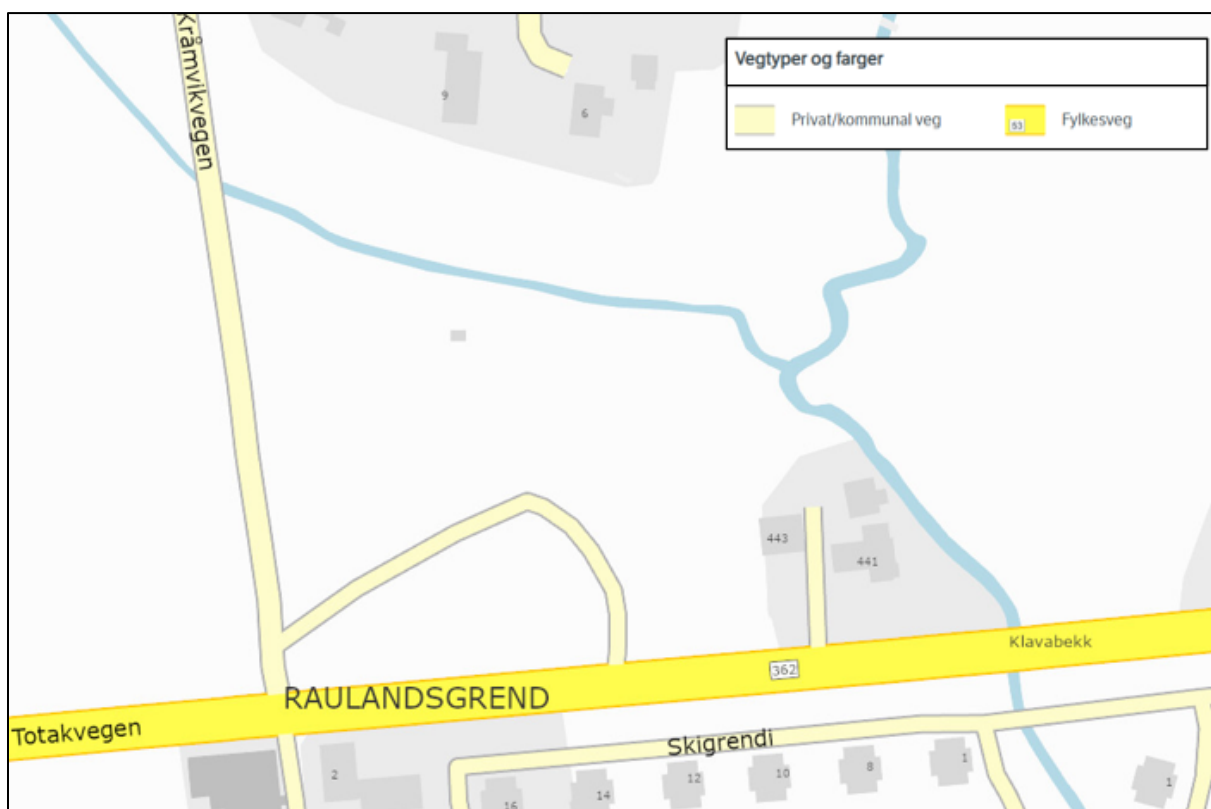 Kråmvikvegen
9
6
Vegtyper og farger
Privat/kommunal veg
53
Fylkesveg
443
441
Klavabekk
362
RAULANDSGREND
Totakvegen
Skigrendi
2
16
14
12
10
8
1
1